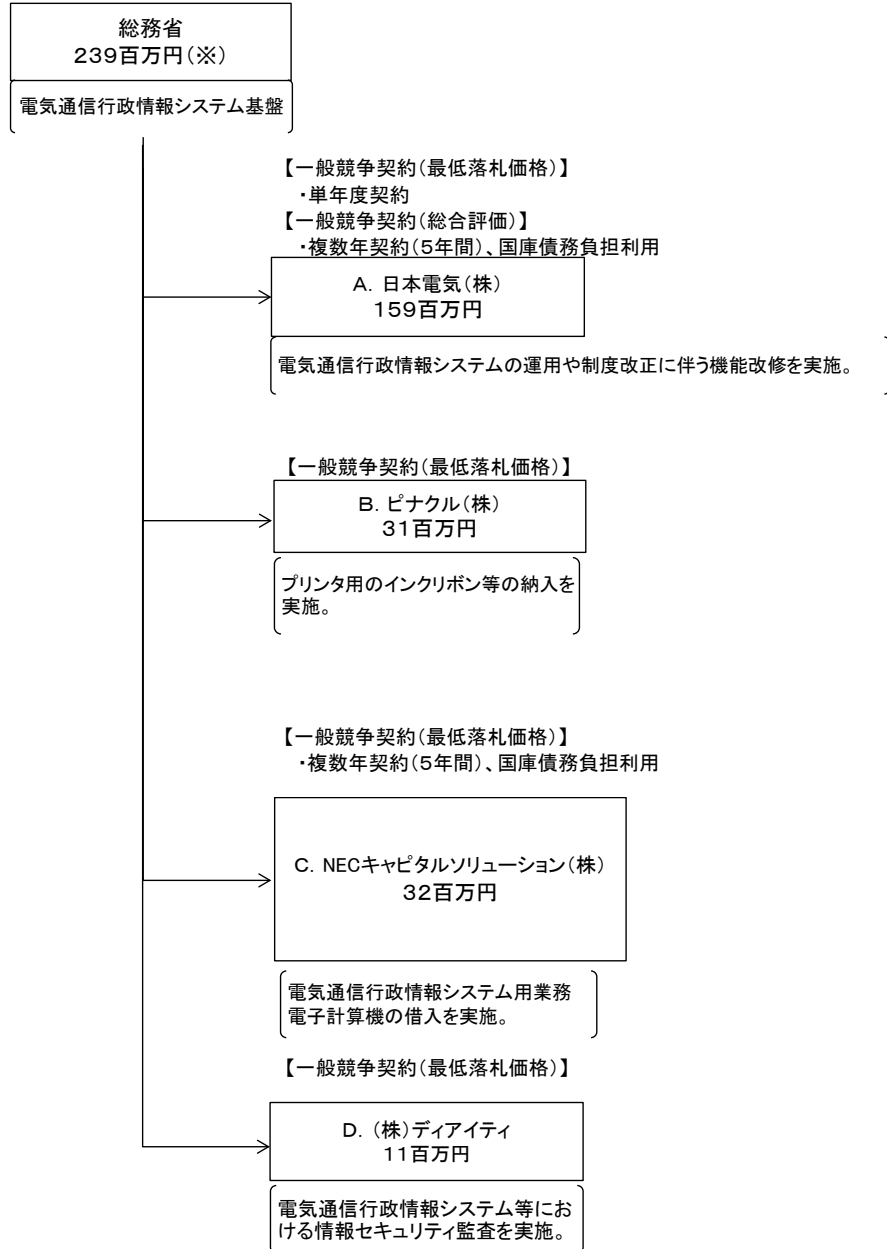 総務省
239百万円(※)
電気通信行政情報システム基盤
【一般競争契約(最低落札価格)】
・単年度契約
【一般競争契約(総合評価)】
・複数年契約(5年間)、国庫債務負担利用
A. 日本電気(株)
159百万円
電気通信行政情報システムの運用や制度改正に伴う機能改修を実施。
【一般競争契約(最低落札価格)】
B. ピナクル(株)
31百万円
プリンタ用のインクリボン等の納入を
実施。
【一般競争契約(最低落札価格)】
・複数年契約(5年間)、国庫債務負担利用
C. NECキャピタルソリューション(株)
32百万円
電気通信行政情報システム用業務
電子計算機の借入を実施。
【一般競争契約(最低落札価格)】
D. (株)ディアイティ
11百万円
電気通信行政情報システム等にお
ける情報セキュリティ監査を実施。